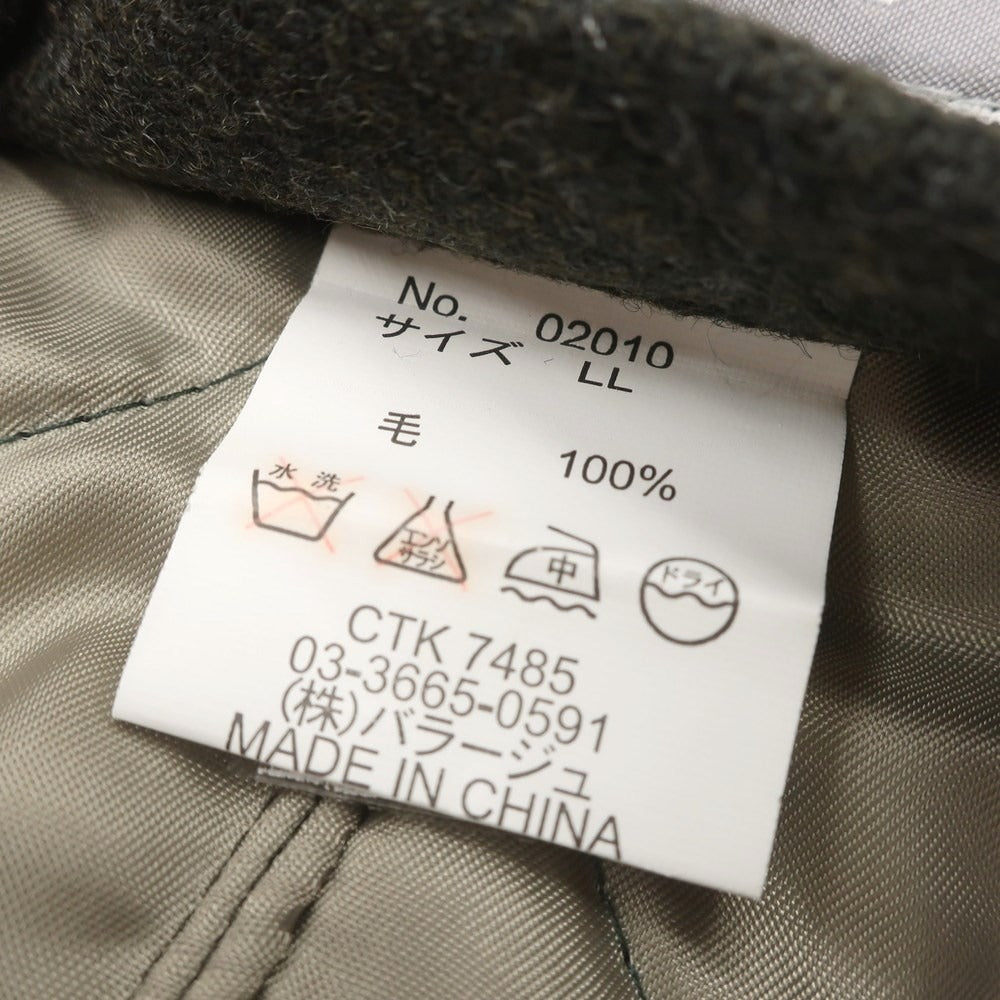 No. 02010
サイズ LL
毛 100%
水 洗
エンソ
サラシ
中
ドライ
CTK 7485
03-3665-0591
(株)バラージュ
MADE IN CHINA